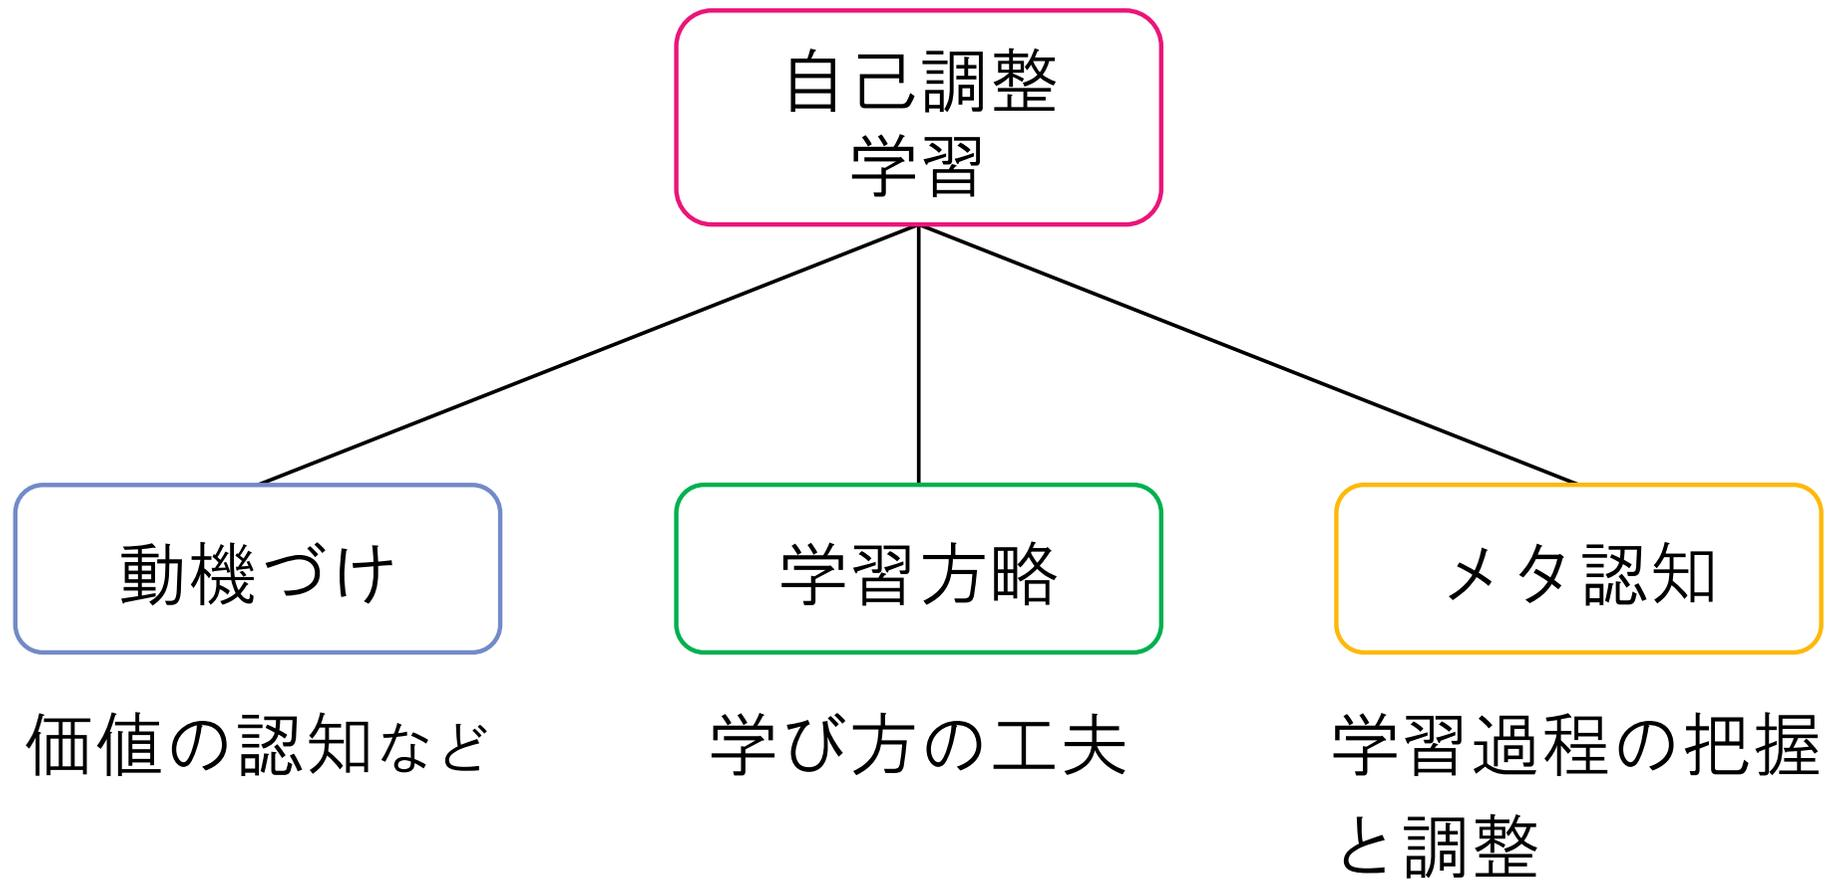 自己調整
学習
動機づけ
学習方略
メタ認知
価値の認知など
学び方の工夫
学習過程の把握
と調整